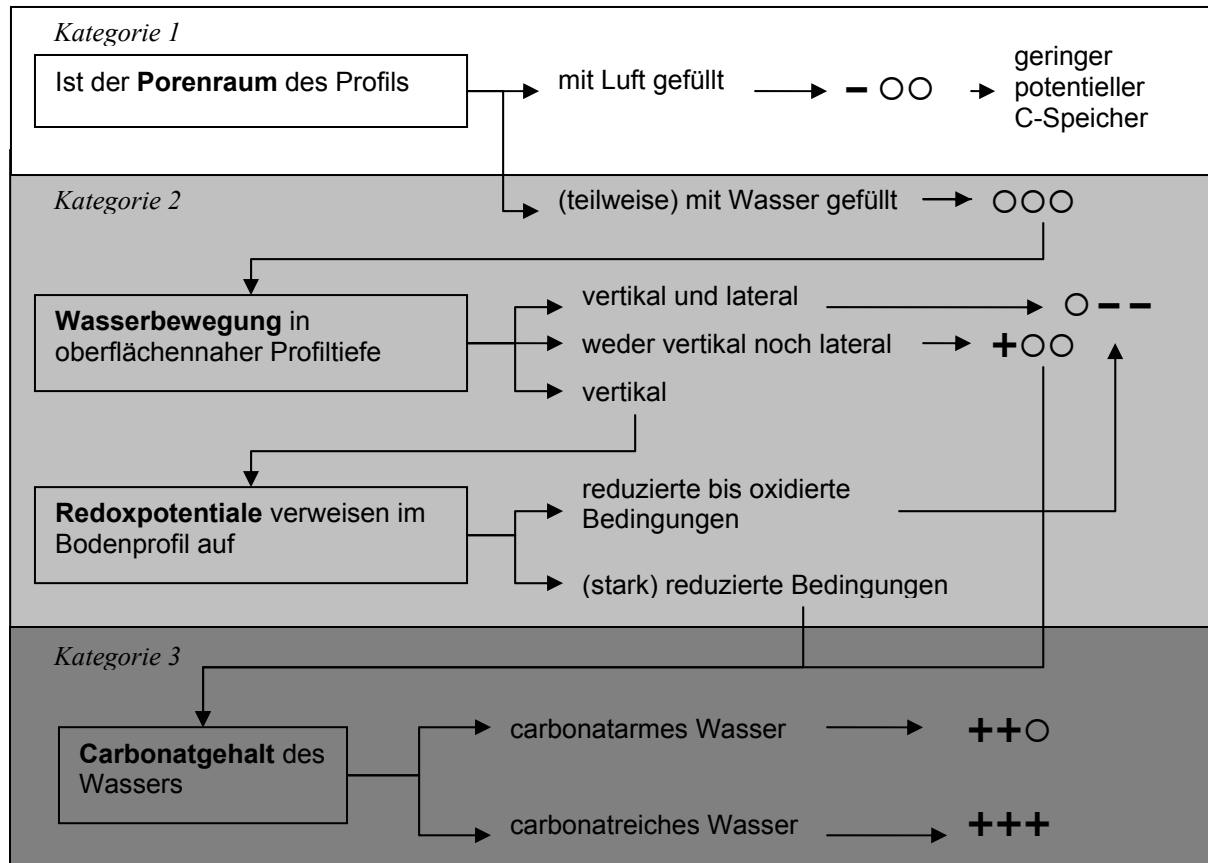 Kategorie 1
Ist der Porenraum des Profils
mit Luft gefüllt
– ○○
geringer
potentieller
C-Speicher
Kategorie 2
(teilweise) mit Wasser gefüllt
○○○
Wasserbewegung in
oberflächennaher Profiltiefe
vertikal und lateral
○ – –
weder vertikal noch lateral
+○○
vertikal
Redoxpotentiale verweisen im
Bodenprofil auf
reduzierte bis oxidierte
Bedingungen
(stark) reduzierte Bedingungen
Kategorie 3
Carbonatgehalt des
Wassers
carbonatarmes Wasser
++○
carbonatreiches Wasser
+++